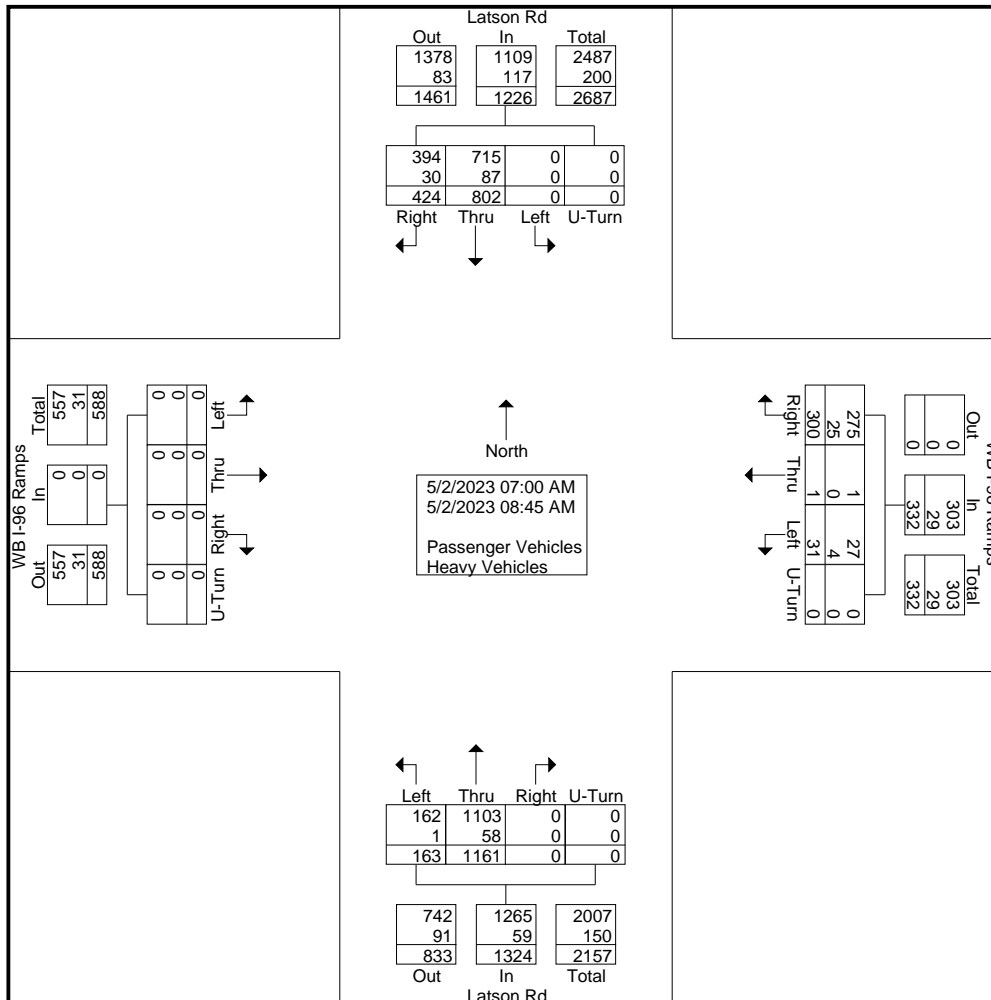 Latson Rd
Out In Total
1378 1109 2487
83 117 200
1461 1226 2687
394 715 0 0
30 87 0 0
424 802 0 0
Right Thru Left U-Turn
WB I-96 Ramps
Total In Out
557 0 557
31 0 31
588 0 588
0 0 0 0
0 0 0 0
0 0 0 0
Left Thru Right U-Turn
North
5/2/2023 07:00 AM
5/2/2023 08:45 AM
Passenger Vehicles
Heavy Vehicles
Right Thru Left U-Turn
275 1 27 0
25 0 4 0
300 1 31 0
Out In Total
0 303 303
0 29 29
0 332 332
Ramps
Left Thru Right U-Turn
162 1103 0 0
1 58 0 0
163 1161 0 0
742 1265 2007
91 59 150
833 1324 2157
Out In Total
Latson Rd